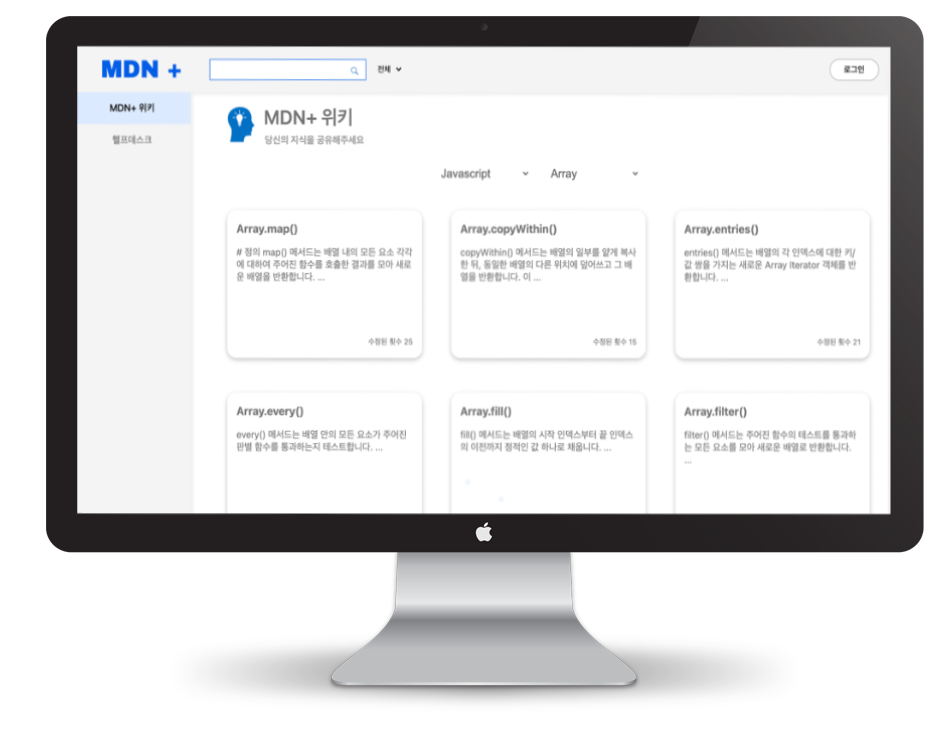 MDN +
전체
로그인
MDN+ 위키
헬프데스크
MDN+ 위키
당신의 지식을 공유해주세요
Javascript
Array
Array.map()
# 정의 map() 메서드는 배열 내의 모든 요소 각각
에 대하여 주어진 함수를 호출한 결과를 모아 새로
운 배열을 반환합니다. ...
수정된 횟수 25
Array.copyWithin()
copyWithin() 메서드는 배열의 일부를 얕게 복사
한 뒤, 동일한 배열의 다른 위치에 덮어쓰고 그 배
열을 반환합니다. 이 ...
수정된 횟수 15
Array.entries()
entries() 메서드는 배열의 각 인덱스에 대한 키/
값 쌍을 가지는 새로운 Array Iterator 객체를 반
환합니다. ...
수정된 횟수 21
Array.every()
every() 메서드는 배열 안의 모든 요소가 주어진
판별 함수를 통과하는지 테스트합니다. ...
Array.fill()
fill() 메서드는 배열의 시작 인덱스부터 끝 인덱스
의 이전까지 정적인 값 하나로 채웁니다. ...
Array.filter()
filter() 메서드는 주어진 함수의 테스트를 통과하
는 모든 요소를 모아 새로운 배열로 반환합니다.
...